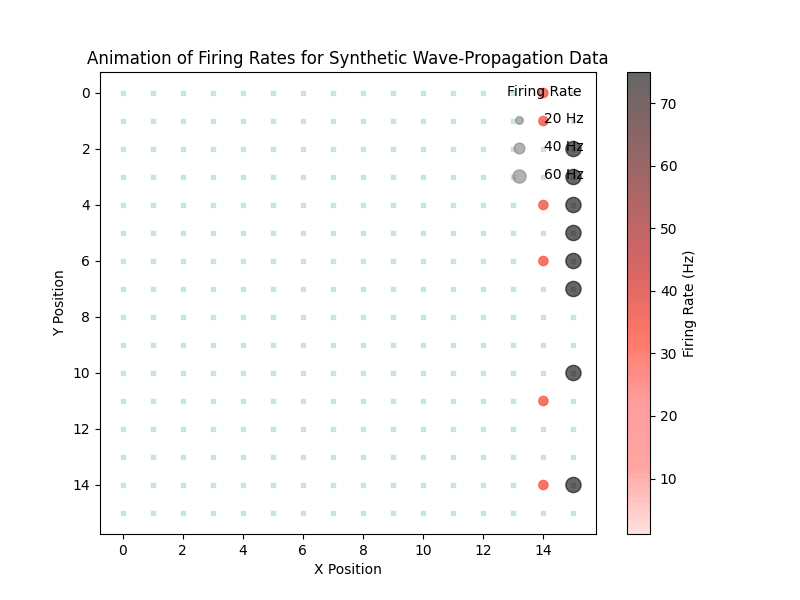 Animation of Firing Rates for Synthetic Wave-Propagation Data
Firing Rate
20 Hz
40 Hz
60 Hz
0
2
4
6
8
10
12
14
Y Position
0 2 4 6 8 10 12 14
X Position
70
60
50
40
30
20
10
Firing Rate (Hz)